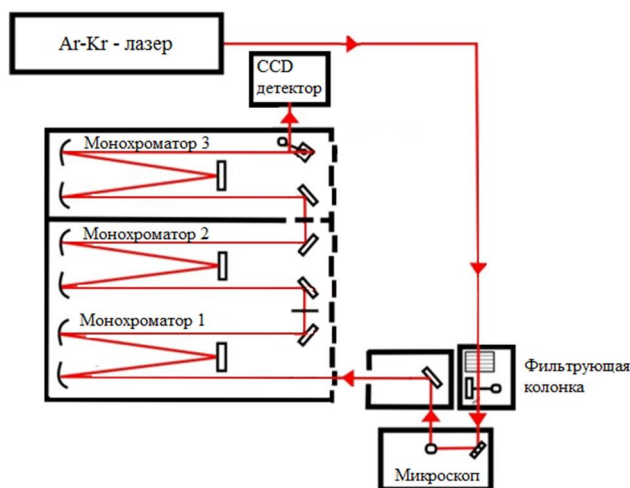 Ar-Kr - лазер
CCD
детектор
Монохроматор 3
Монохроматор 2
Монохроматор 1
Фильтрующая
колонка
Микроскоп